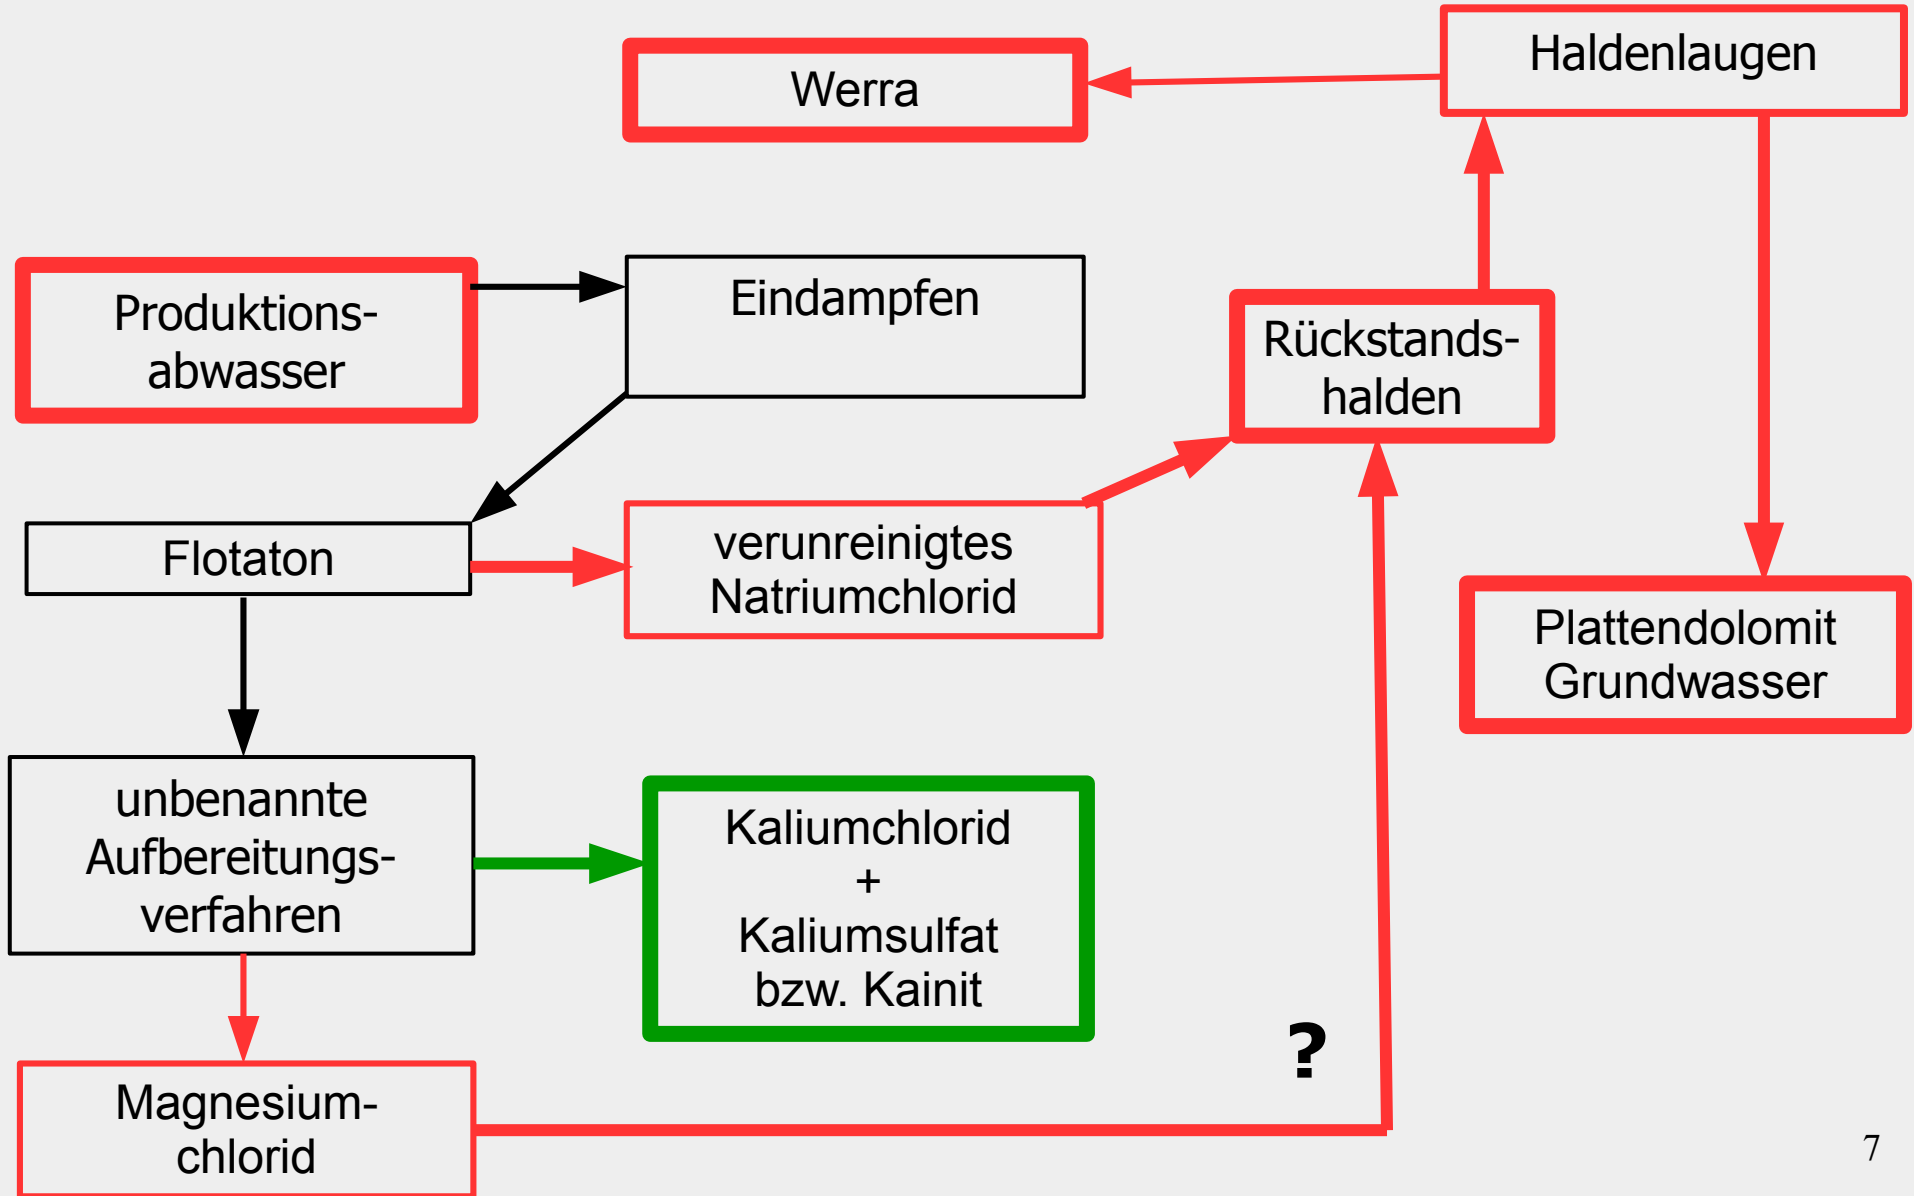 Haldenlaugen
Werra
Produktions-
abwasser
Eindampfen
Rückstands-
halden
Flotaton
verunreinigtes
Natriumchlorid
Plattendolomit
Grundwasser
unbenannte
Aufbereitungs-
verfahren
Kaliumchlorid
+
Kaliumsulfat
bzw. Kainit
?
Magnesium-
chlorid
7